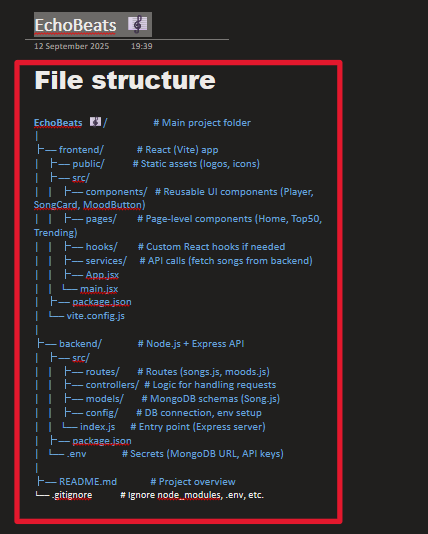 EchoBeats 🎼
12 September 2025 19:39
File structure
EchoBeats 🎼/ # Main project folder
│
├── frontend/ # React (Vite) app
│ ├── public/ # Static assets (logos, icons)
│ ├── src/
│ │ ├── components/ # Reusable UI components (Player,
SongCard, MoodButton)
│ │ ├── pages/ # Page-level components (Home, Top50,
Trending)
│ │ ├── hooks/ # Custom React hooks if needed
│ │ ├── services/ # API calls (fetch songs from backend)
│ │ ├── App.jsx
│ │ └── main.jsx
│ ├── package.json
│ └── vite.config.js
│
├── backend/ # Node.js + Express API
│ ├── src/
│ │ ├── routes/ # Routes (songs.js, moods.js)
│ │ ├── controllers/ # Logic for handling requests
│ │ ├── models/ # MongoDB schemas (Song.js)
│ │ ├── config/ # DB connection, env setup
│ │ └── index.js # Entry point (Express server)
│ ├── package.json
│ └── .env # Secrets (MongoDB URL, API keys)
│
├── README.md # Project overview
└── .gitignore # Ignore node_modules, .env, etc.